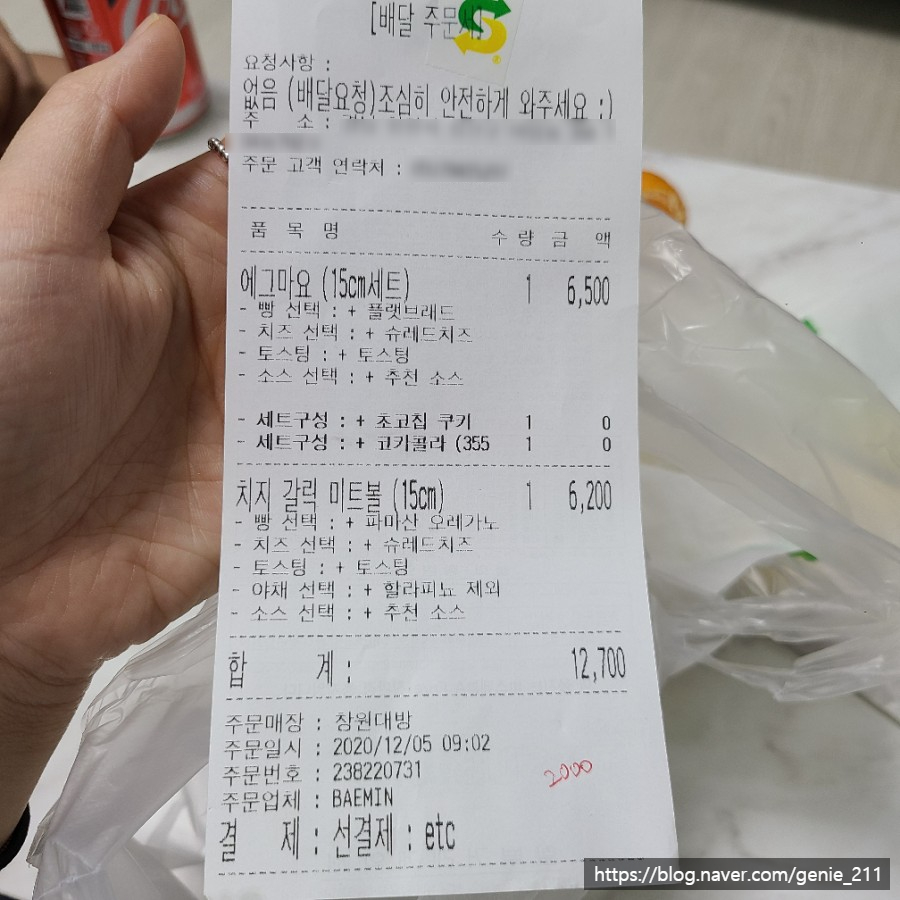 [배달 주문서]
요청사항 :
없음 (배달요청)조심히 안전하게 와주세요 :)
주 소 :
주문 고객 연락처 :
품 목 명 수량 금 액
에그마요 (15cm세트) 1 6,500
- 빵 선택 : + 플랫브래드
- 치즈 선택 : + 슈레드치즈
- 토스팅 : + 토스팅
- 소스 선택 : + 추천 소스
- 세트구성 : + 초코칩 쿠키 1 0
- 세트구성 : + 코카콜라 (355 1 0
치지 갈릭 미트볼 (15cm) 1 6,200
- 빵 선택 : + 파마산 오레가노
- 치즈 선택 : + 슈레드치즈
- 토스팅 : + 토스팅
- 야채 선택 : + 할라피뇨 제외
- 소스 선택 : + 추천 소스
합 계 : 12,700
주문매장 : 창원대방
주문일시 : 2020/12/05 09:02
주문번호 : 238220731
2000
주문업체 : BAEMIN
결 제 : 선결제 : etc
https://blog.naver.com/genie_211